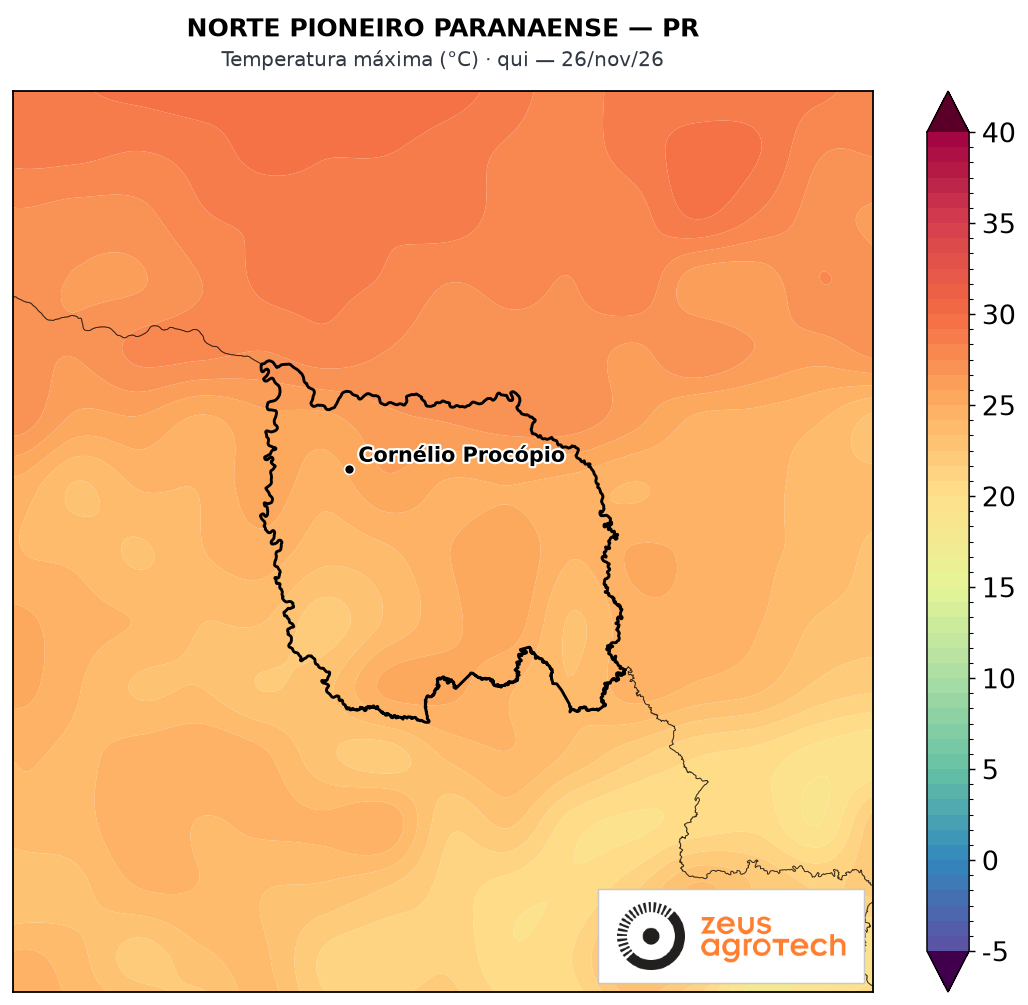 NORTE PIONEIRO PARANAENSE — PR
Temperatura máxima (°C) · qui — 26/nov/26
40
35
30
25
20
15
10
5
0
-5
Cornélio Procópio
zeus
agrotech